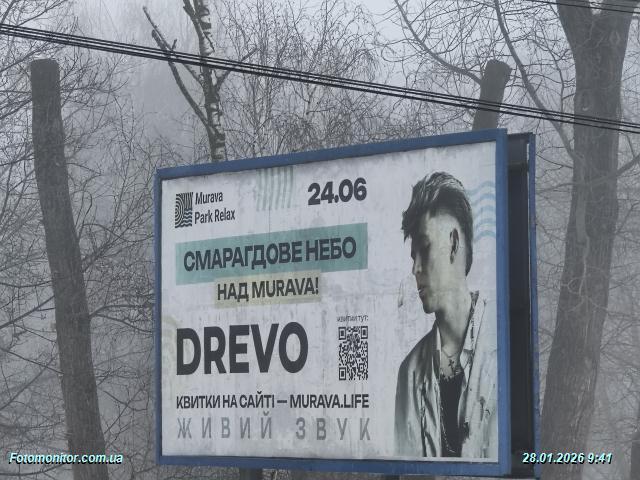 Murava
Park Relax
24.06
СМАРАГДОВЕ НЕБО
НАД MURAVA!
КВИТКИ ТУТ:
DREVO
КВИТКИ НА САЙТІ — MURAVA.LIFE
ЖИВИЙ ЗВУК
Fotomonitor.com.ua
28.01.2026 9:41